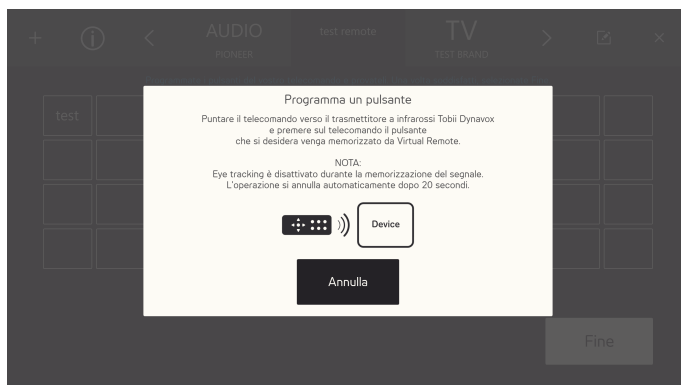 AUDIO
PIONEER
test remote
TV
TEST BRAND
test
Programma un pulsante
Puntare il telecomando verso il trasmettitore a infrarossi Tobii Dynavox
e premere sul telecomando il pulsante
che si desidera venga memorizzato da Virtual Remote.
NOTA:
Eye tracking è disattivato durante la memorizzazione del segnale.
L'operazione si annulla automaticamente dopo 20 secondi.
Device
Annulla
Fine